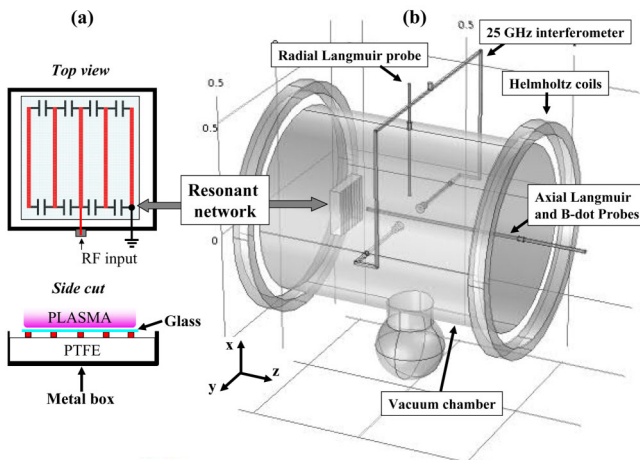 (a)
Top view
RF input
Side cut
PLASMA
Glass
PTFE
Metal box
Resonant
network
(b)
0.5
25 GHz interferometer
Radial Langmuir probe
Helmholtz coils
0.5
0.5
0
Axial Langmuir
and B-dot Probes
0
x
y
z
Vacuum chamber